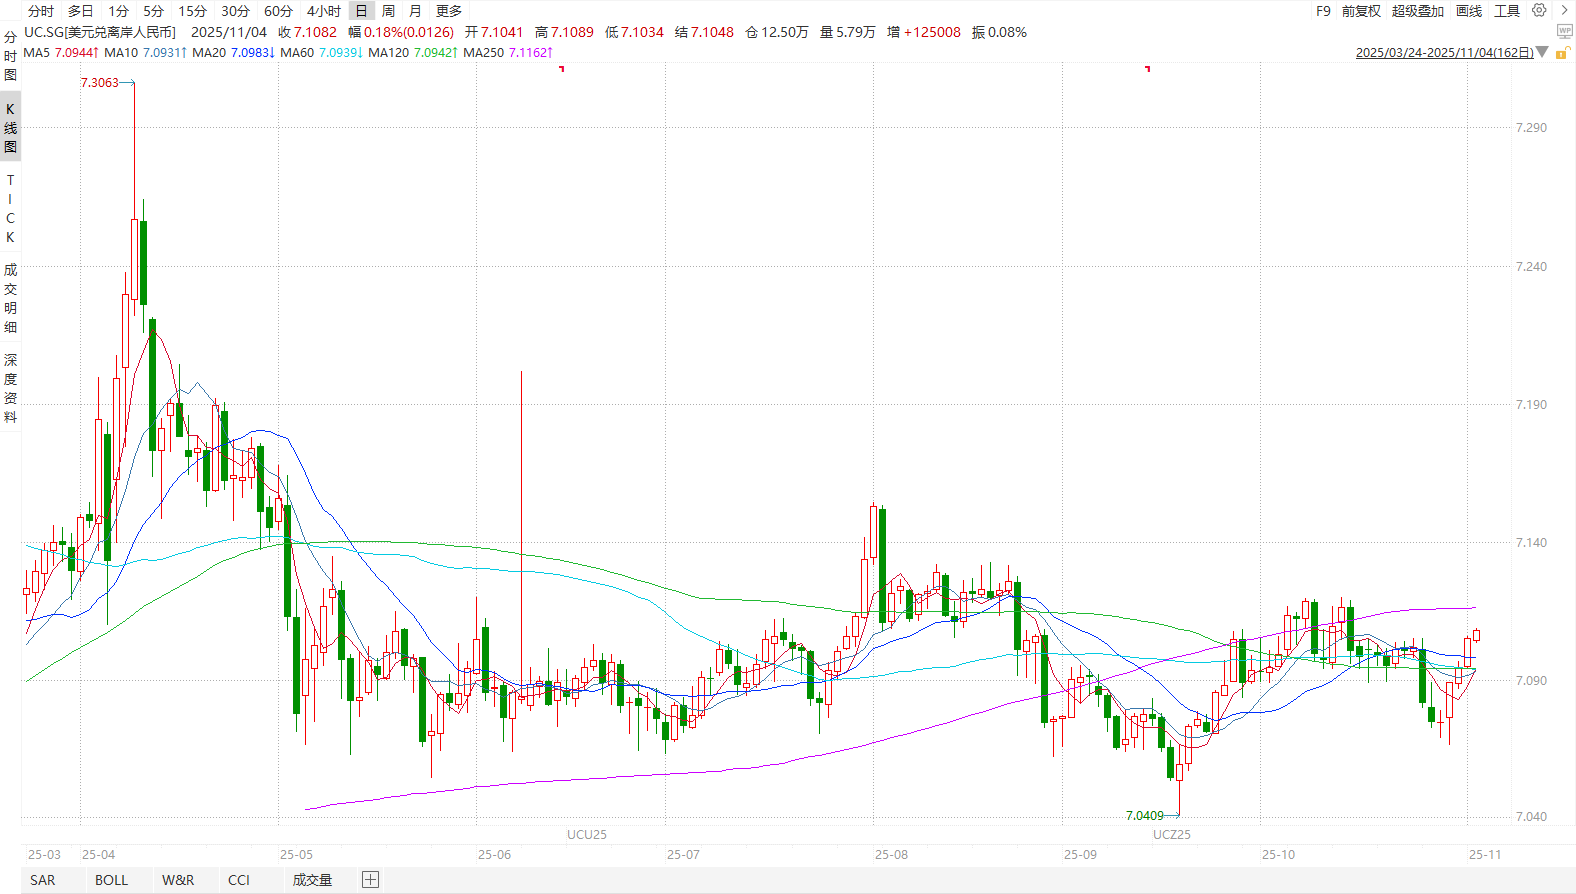 分时 多日 1分 5分 15分 30分 60分 4小时 日 周 月 更多 F9 前复权 超级叠加 画线 工具
UC.SG[美元兑离岸人民币] 2025/11/04 收 7.1082 幅 0.18%(0.0126) 开 7.1041 高 7.1089 低 7.1034 结 7.1048 仓 12.50万 量 5.79万 增 +125008 振 0.08%
WP
MA5 7.0944↑ MA10 7.0931↑ MA20 7.0983↓ MA60 7.0939↓ MA120 7.0942↑ MA250 7.1162↑ 2025/03/24-2025/11/04(162日)
分时图
K线图
TICK
成交明细
深度资料
7.3063
7.290
7.240
7.190
7.140
7.090
7.0409
7.040
UCU25 UCZ25
25-03 25-04 25-05 25-06 25-07 25-08 25-09 25-10 25-11
SAR BOLL W&R CCI 成交量